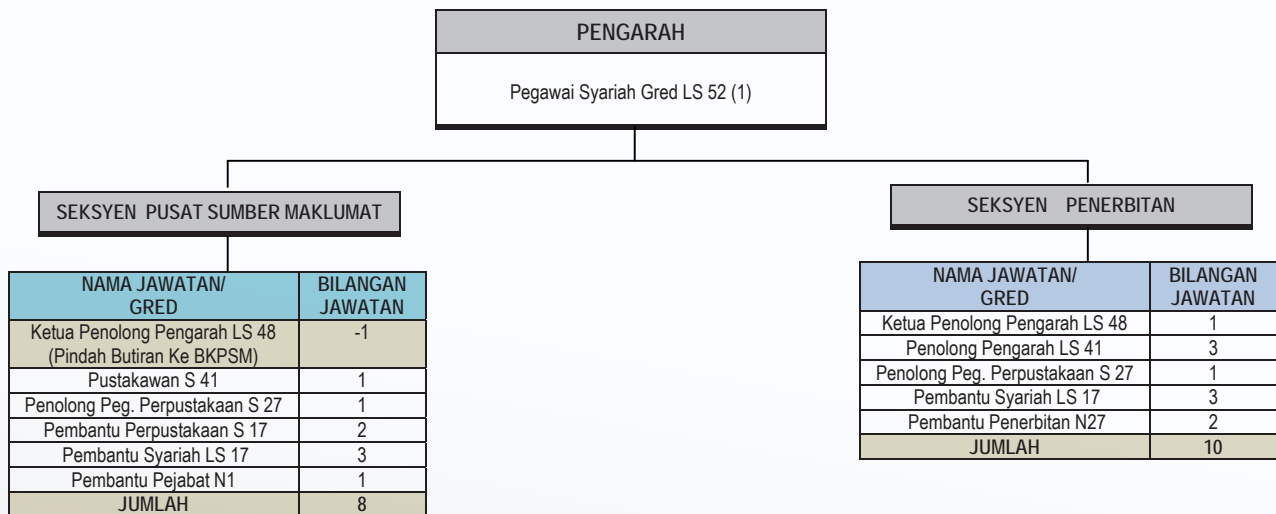 PENGARAH
Pegawai Syariah Gred LS 52 (1)
SEKSYEN PUSAT SUMBER MAKLUMAT
NAMA JAWATAN/ BILANGAN
GRED JAWATAN
Ketua Penolong Pengarah LS 48 -1
(Pindah Butiran Ke BKPSM)
Pustakawan S 41 1
Penolong Peg. Perpustakaan S 27 1
Pembantu Perpustakaan S 17 2
Pembantu Syariah LS 17 3
Pembantu Pejabat N1 1
JUMLAH 8
SEKSYEN PENERBITAN
NAMA JAWATAN/ BILANGAN
GRED JAWATAN
Ketua Penolong Pengarah LS 48 1
Penolong Pengarah LS 41 3
Penolong Peg. Perpustakaan S 27 1
Pembantu Syariah LS 17 3
Pembantu Penerbitan N27 2
JUMLAH 10